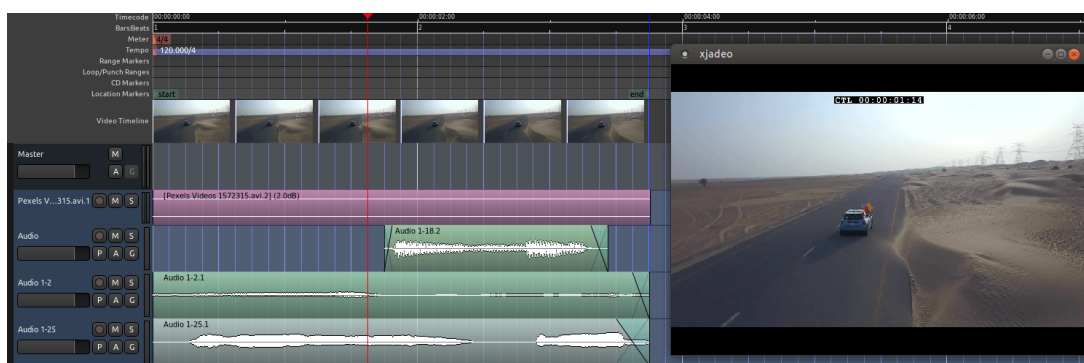 Timecode 00:00:00:00 00:00:02:00 00:00:04:00 00:00:06:00
Bars:Beats 1 2 3 4
Meter 4/4
Tempo 120.000/4
Range Markers
Loop/Punch Ranges
CD Markers
Location Markers start end
Video Timeline
xjadeo
CTL 00:00:01:14
Master M
A G
Pexels V...315.avi.1 M S [Pexels Videos 1572315.avi.2] (2.0dB)
Audio M S Audio 1-18.2
P A G
Audio 1-2 M S Audio 1-2.1
P A G
Audio 1-25 M S Audio 1-25.1
P A G